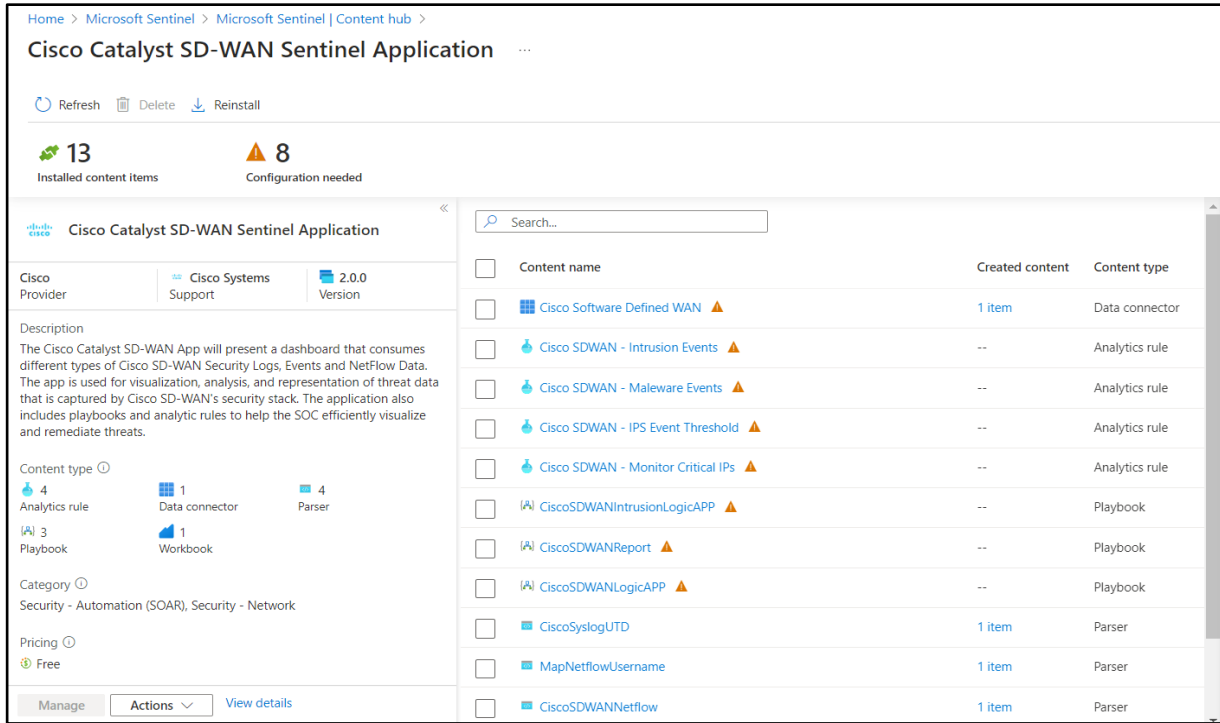 Home > Microsoft Sentinel > Microsoft Sentinel | Content hub >
Cisco Catalyst SD-WAN Sentinel Application ...
Refresh Delete Reinstall
13
Installed content items
8
Configuration needed
«
cisco
Cisco Catalyst SD-WAN Sentinel Application
Cisco
Provider
Cisco Systems
Support
2.0.0
Version
Description
The Cisco Catalyst SD-WAN App will present a dashboard that consumes
different types of Cisco SD-WAN Security Logs, Events and NetFlow Data.
The app is used for visualization, analysis, and representation of threat data
that is captured by Cisco SD-WAN's security stack. The application also
includes playbooks and analytic rules to help the SOC efficiently visualize
and remediate threats.
Content type
4
Analytics rule
1
Data connector
4
Parser
3
Playbook
1
Workbook
Category
Security - Automation (SOAR), Security - Network
Pricing
Free
Manage Actions View details
Search...
Content name Created content Content type
Cisco Software Defined WAN 1 item Data connector
Cisco SDWAN - Intrusion Events -- Analytics rule
Cisco SDWAN - Maleware Events -- Analytics rule
Cisco SDWAN - IPS Event Threshold -- Analytics rule
Cisco SDWAN - Monitor Critical IPs -- Analytics rule
CiscoSDWANIntrusionLogicAPP -- Playbook
CiscoSDWANReport -- Playbook
CiscoSDWANLogicAPP -- Playbook
CiscoSyslogUTD 1 item Parser
MapNetflowUsername 1 item Parser
CiscoSDWANNetflow 1 item Parser